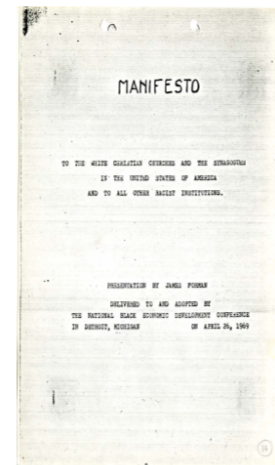 MANIFESTO
TO THE WHITE CHRISTIAN CHURCHES AND THE SYNAGOGUES
IN THE UNITED STATES OF AMERICA
AND TO ALL OTHER RACIST INSTITUTIONS.
PRESENTATION BY JAMES FORMAN
DELIVERED TO AND ADOPTED BY
THE NATIONAL BLACK ECONOMIC DEVELOPMENT CONFERENCE
IN DETROIT, MICHIGAN ON APRIL 26, 1969